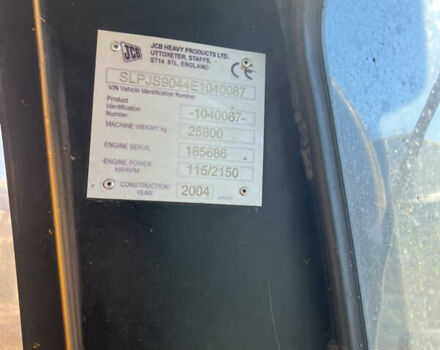 JCB
JCB HEAVY PRODUCTS LTD.
UTTOXETER, STAFFS,
ST14 7BL, ENGLAND
CE
SLPJS9044E1040087
VIN Vehicle Identification Number
Product
Identification
Number
-1040087-
MACHINE WEIGHT kg
25800
ENGINE SERIAL
185686
ENGINE POWER
kW/RPM
115/2150
CONSTRUCTION
YEAR
2004